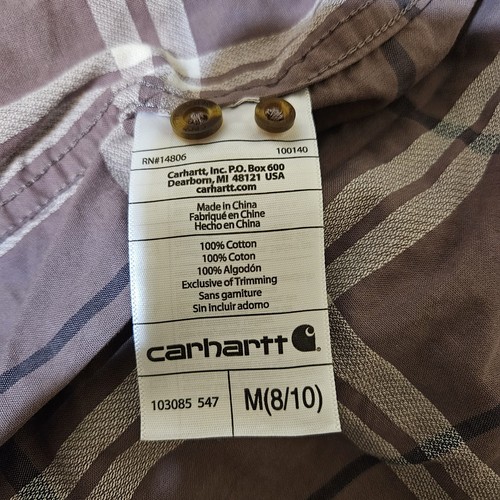 RN#14806 100140
Carhartt, Inc. P.O. Box 600
Dearborn, MI 48121 USA
carhartt.com
Made in China
Fabriqué en Chine
Hecho en China
100% Cotton
100% Coton
100% Algodón
Exclusive of Trimming
Sans garniture
Sin incluir adorno
carhartt
103085 547 M(8/10)